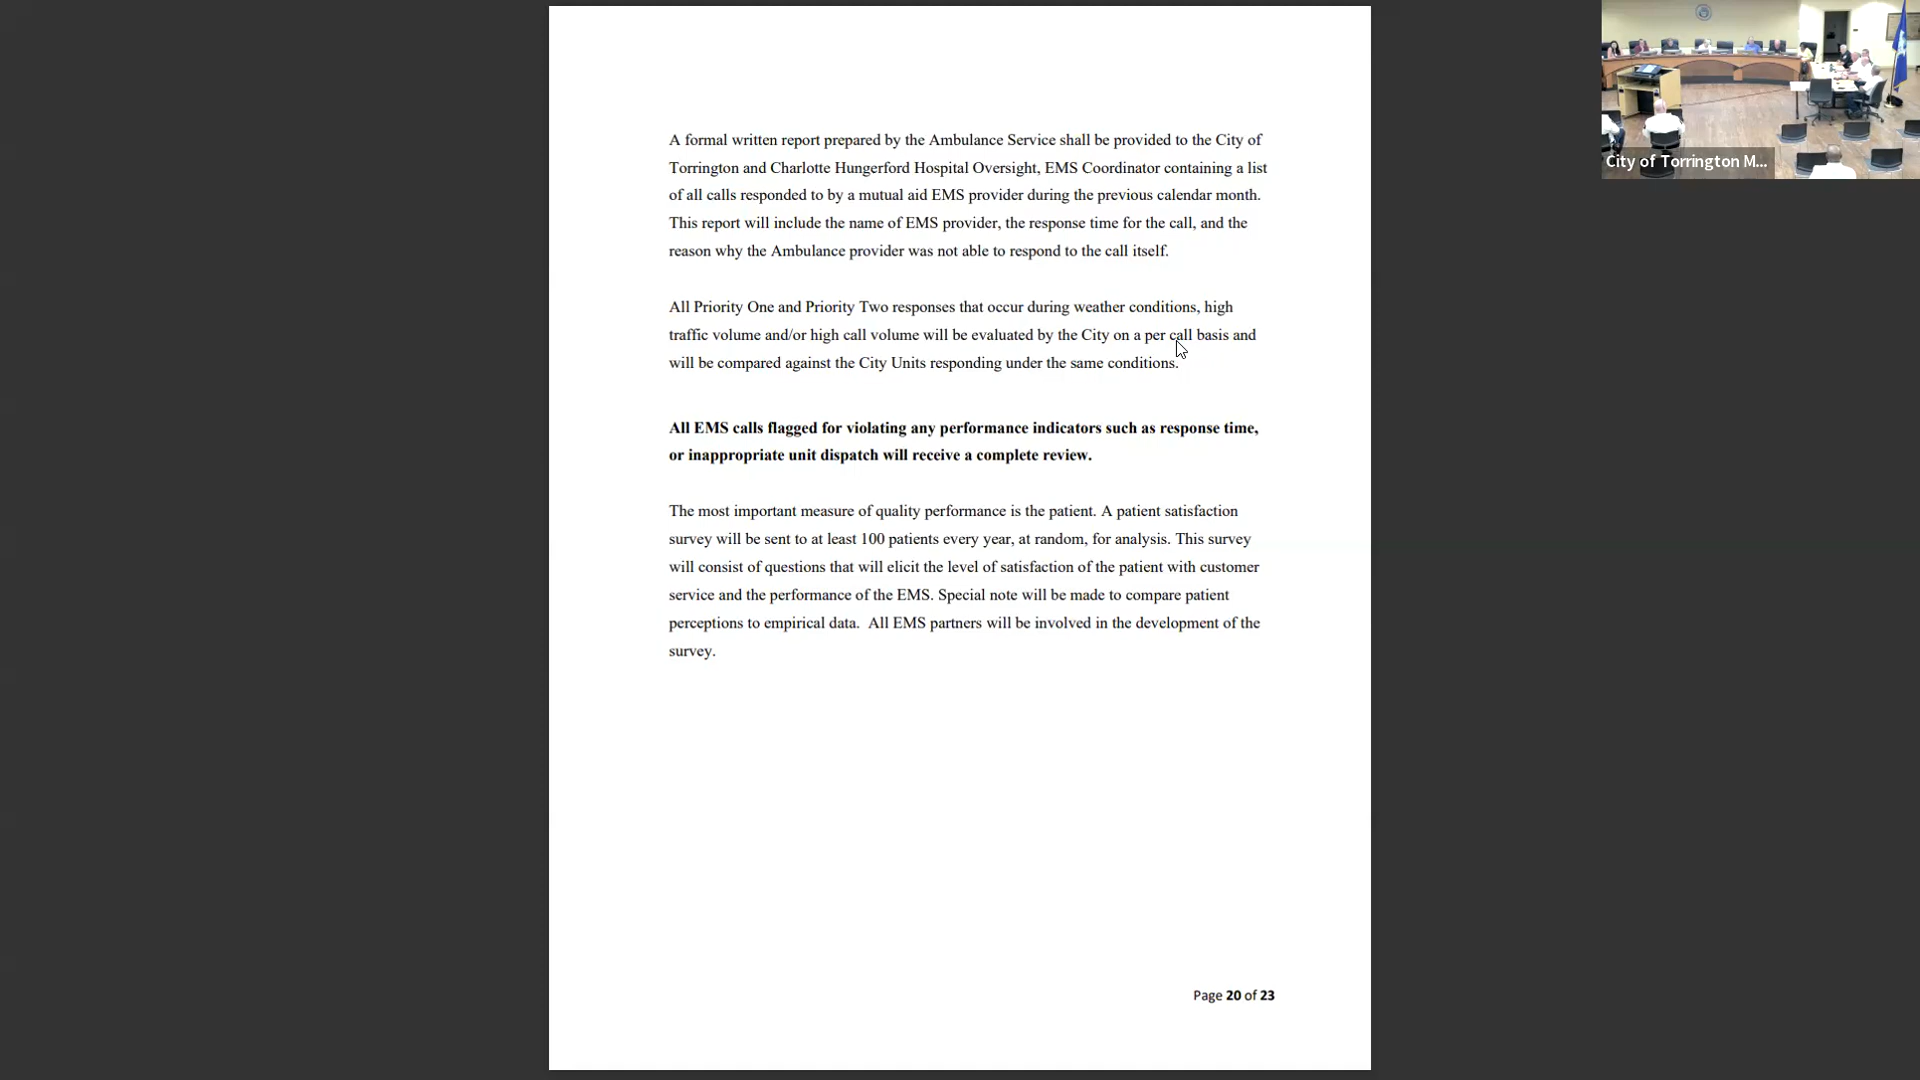 A formal written report prepared by the Ambulance Service shall be provided to the City of
Torrington and Charlotte Hungerford Hospital Oversight, EMS Coordinator containing a list
of all calls responded to by a mutual aid EMS provider during the previous calendar month.
This report will include the name of EMS provider, the response time for the call, and the
reason why the Ambulance provider was not able to respond to the call itself.
All Priority One and Priority Two responses that occur during weather conditions, high
traffic volume and/or high call volume will be evaluated by the City on a per call basis and
will be compared against the City Units responding under the same conditions.
All EMS calls flagged for violating any performance indicators such as response time,
or inappropriate unit dispatch will receive a complete review.
The most important measure of quality performance is the patient. A patient satisfaction
survey will be sent to at least 100 patients every year, at random, for analysis. This survey
will consist of questions that will elicit the level of satisfaction of the patient with customer
service and the performance of the EMS. Special note will be made to compare patient
perceptions to empirical data.  All EMS partners will be involved in the development of the
survey.
Page 20 of 23
City of Torrington M...